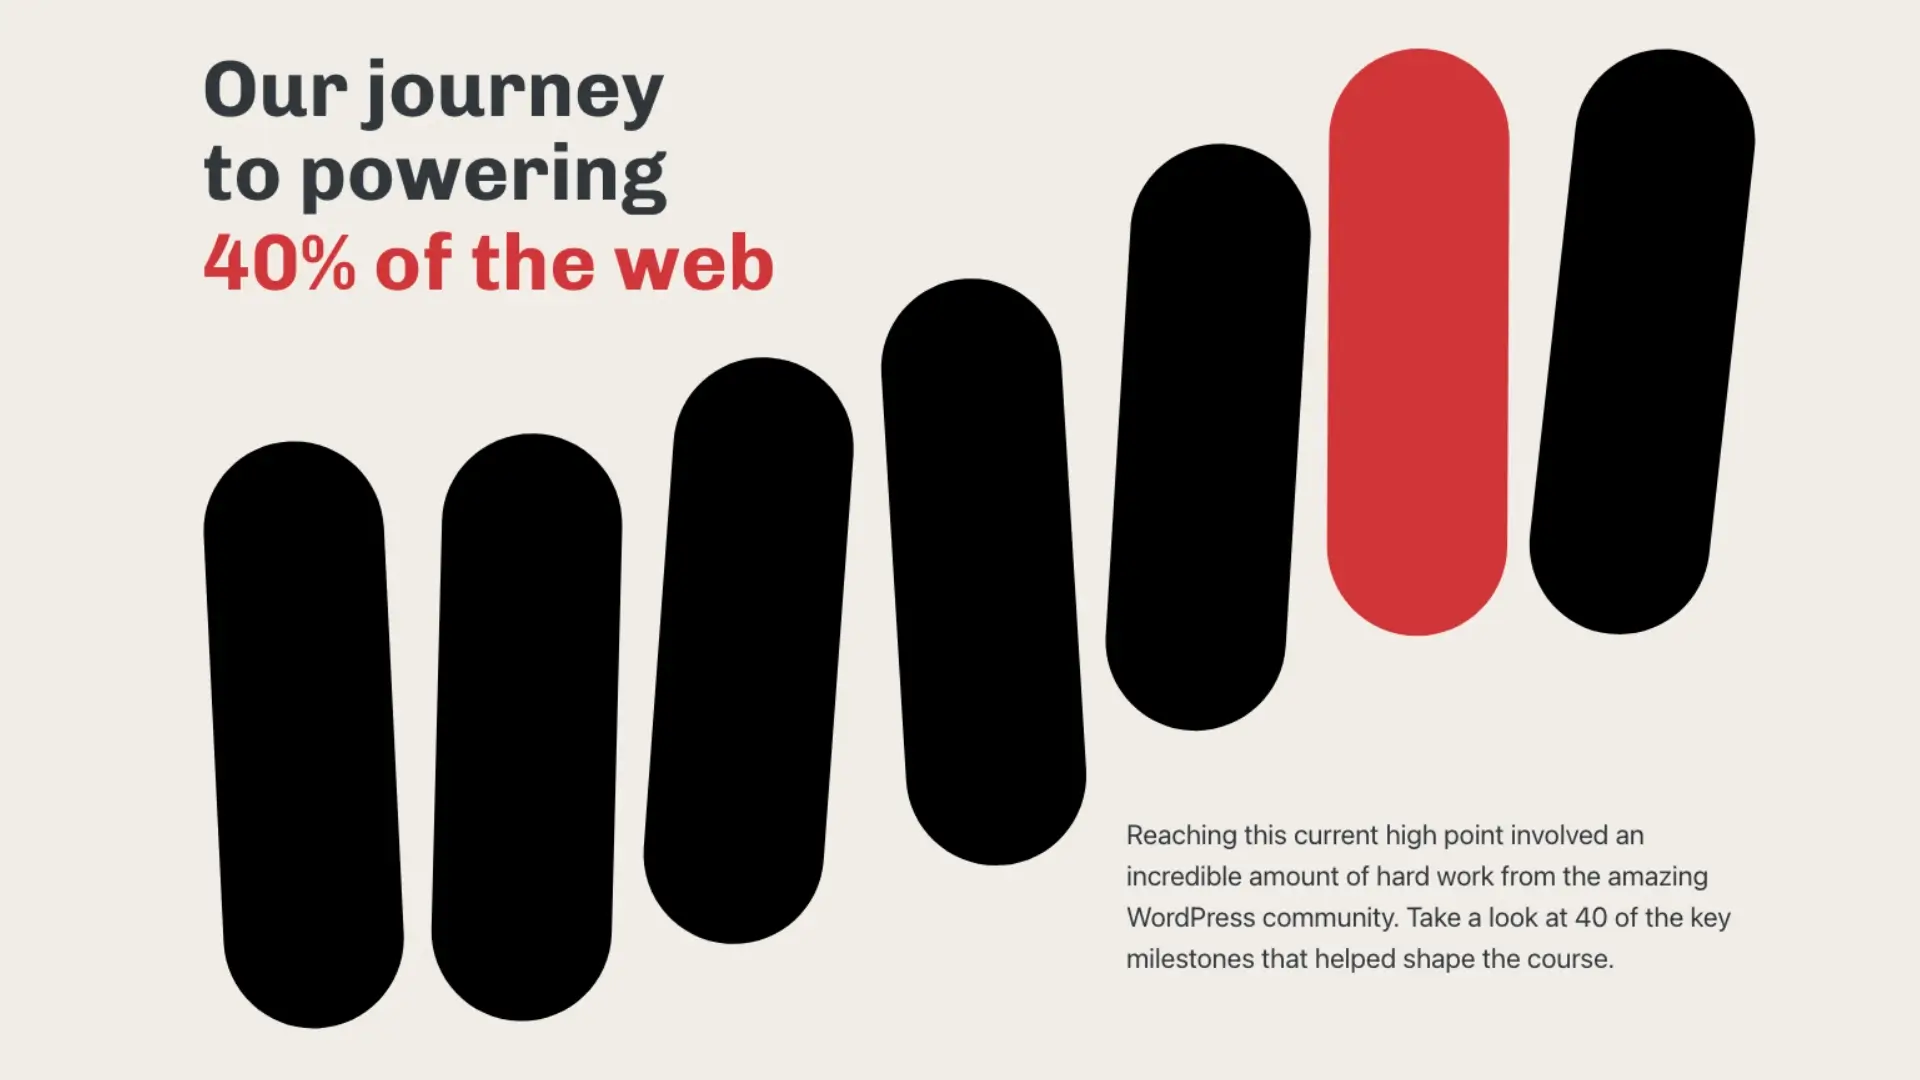 Our journey
to powering
40% of the web
Reaching this current high point involved an
incredible amount of hard work from the amazing
WordPress community. Take a look at 40 of the key
milestones that helped shape the course.